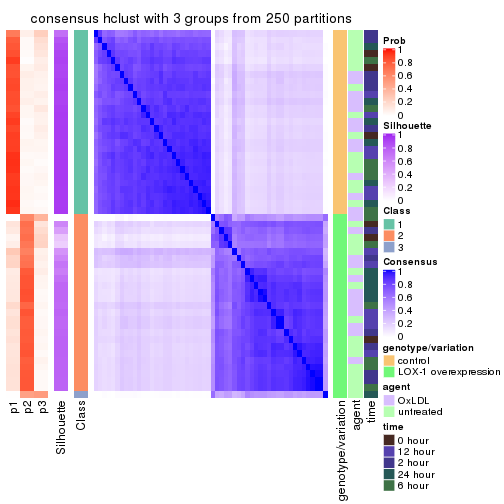 consensus hclust with 3 groups from 250 partitions
Prob
1
0.8
0.6
0.4
0.2
0
Silhouette
1
0.8
0.6
0.4
0.2
0
Class
1
2
3
Consensus
1
0.8
0.6
0.4
0.2
0
genotype/variation
control
LOX-1 overexpression
agent
OxLDL
untreated
time
0 hour
12 hour
2 hour
24 hour
6 hour
p1
p2
p3
Silhouette
Class
genotype/variation
agent
time